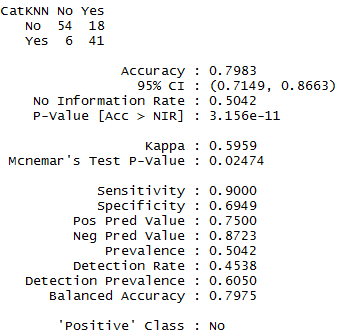 CatKNN No Yes
No 54 18
Yes 6 41
Accuracy : 0.7983
95% CI : (0.7149, 0.8663)
No Information Rate : 0.5042
P-Value [Acc > NIR] : 3.156e-11
Kappa : 0.5959
Mcnemar's Test P-Value : 0.02474
Sensitivity : 0.9000
Specificity : 0.6949
Pos Pred Value : 0.7500
Neg Pred Value : 0.8723
Prevalence : 0.5042
Detection Rate : 0.4538
Detection Prevalence : 0.6050
Balanced Accuracy : 0.7975
'Positive' Class : No